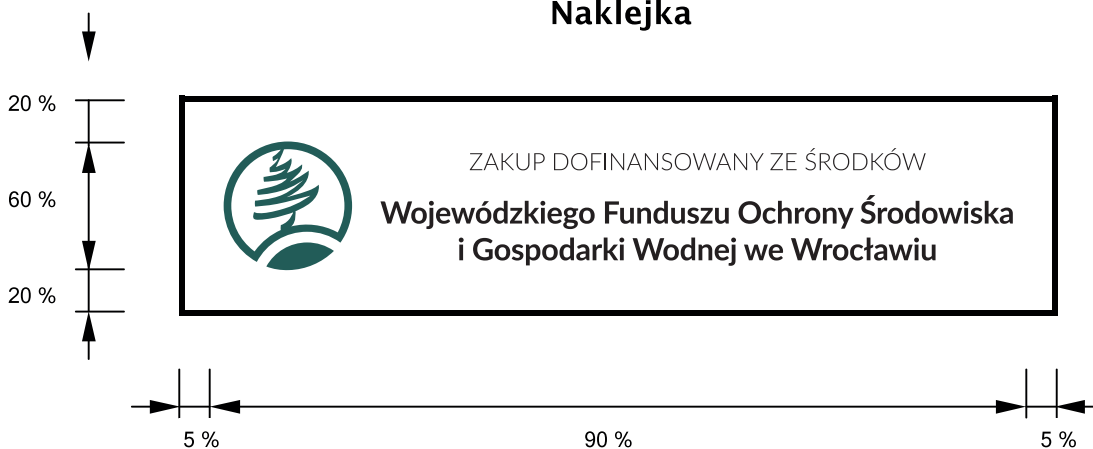 Naklejka
20 %
ZAKUP DOFINANSOWANY ZE ŚRODKÓW
60 %
Wojewódzkiego Funduszu Ochrony Środowiska
i Gospodarki Wodnej we Wrocławiu
20 %
5 %
90 %
5 %